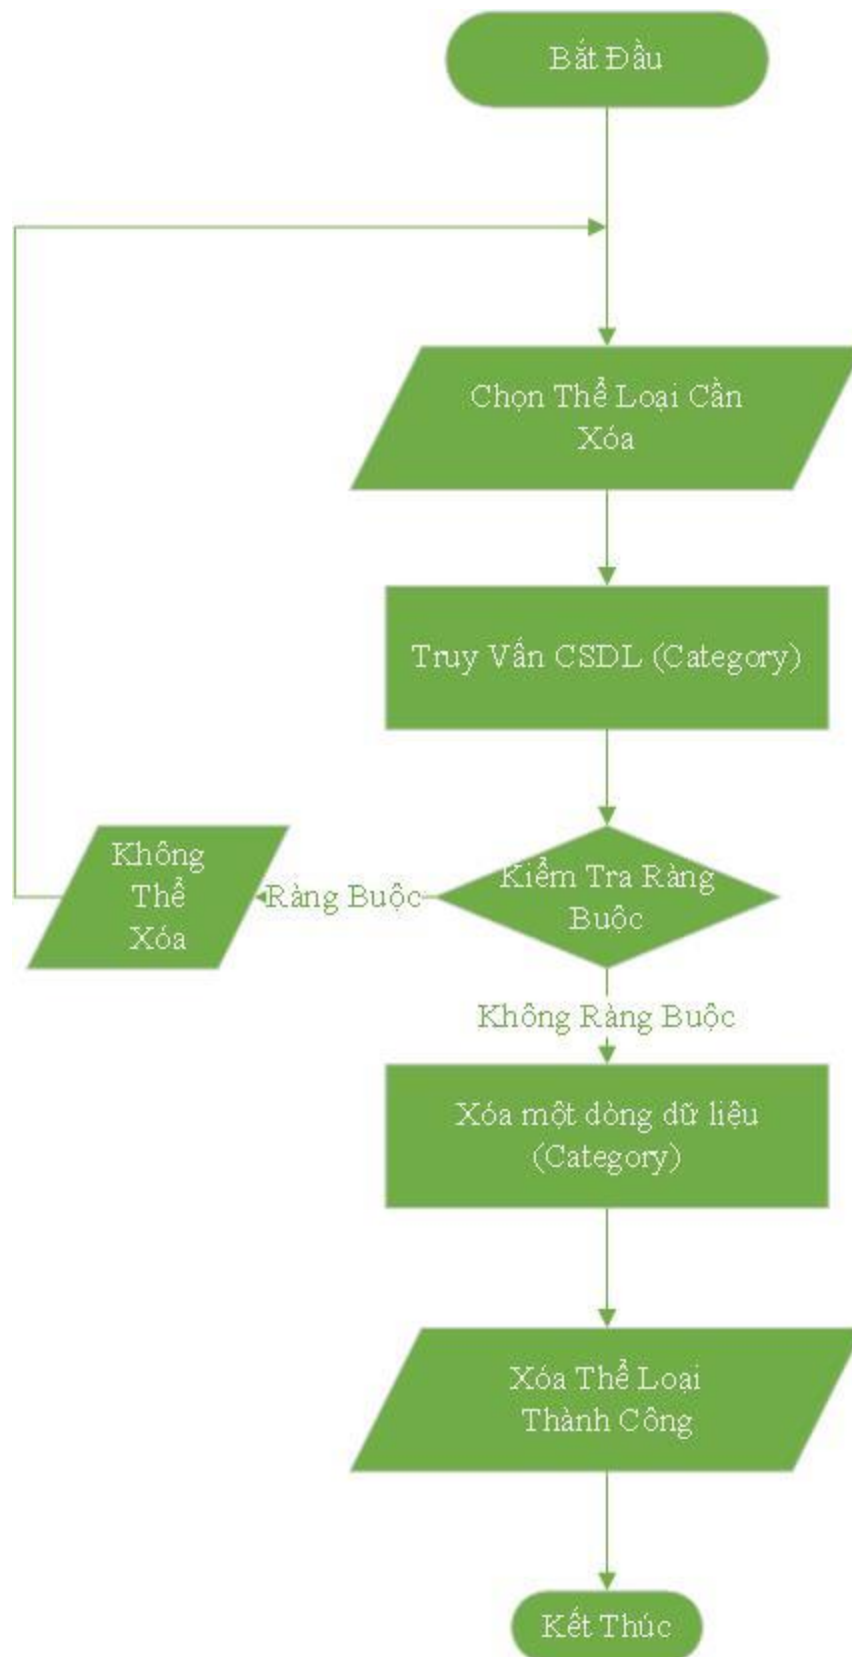 Bắt Đầu
Chọn Thể Loại Cần
Xóa
Truy Vấn CSDL (Category)
Không
Thể
Xóa
Ràng Buộc
Kiểm Tra Ràng
Buộc
Không Ràng Buộc
Xóa một dòng dữ liệu
(Category)
Xóa Thể Loại
Thành Công
Kết Thúc